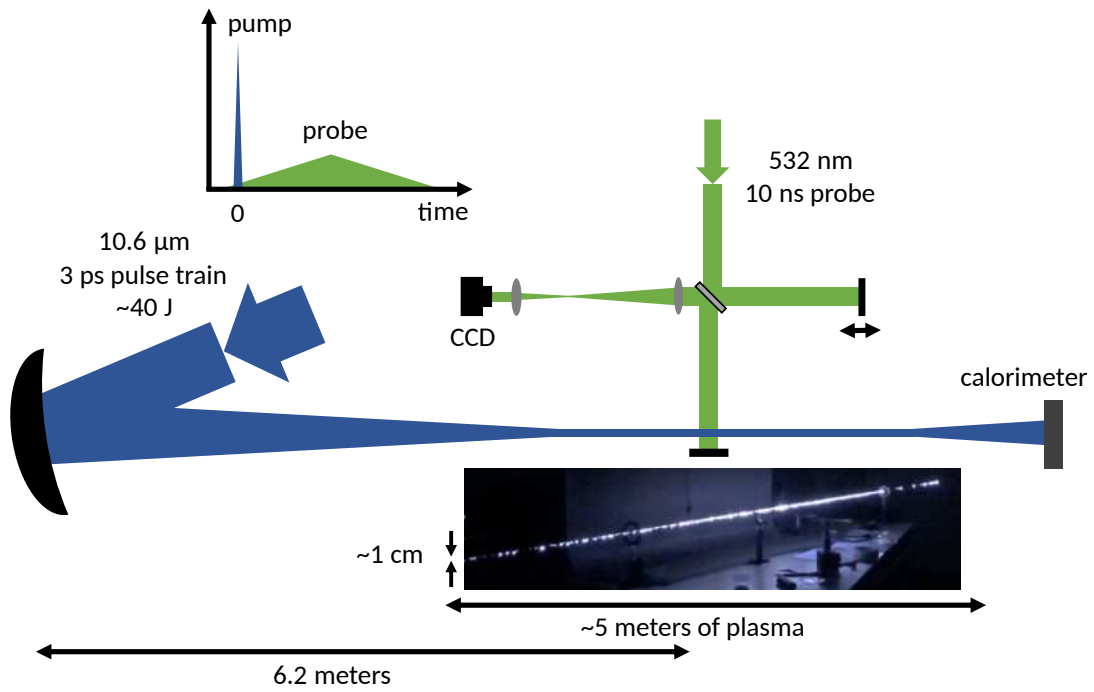 pump
probe
0
time
10.6 µm
3 ps pulse train
~40 J
532 nm
10 ns probe
CCD
calorimeter
~1 cm
~5 meters of plasma
6.2 meters